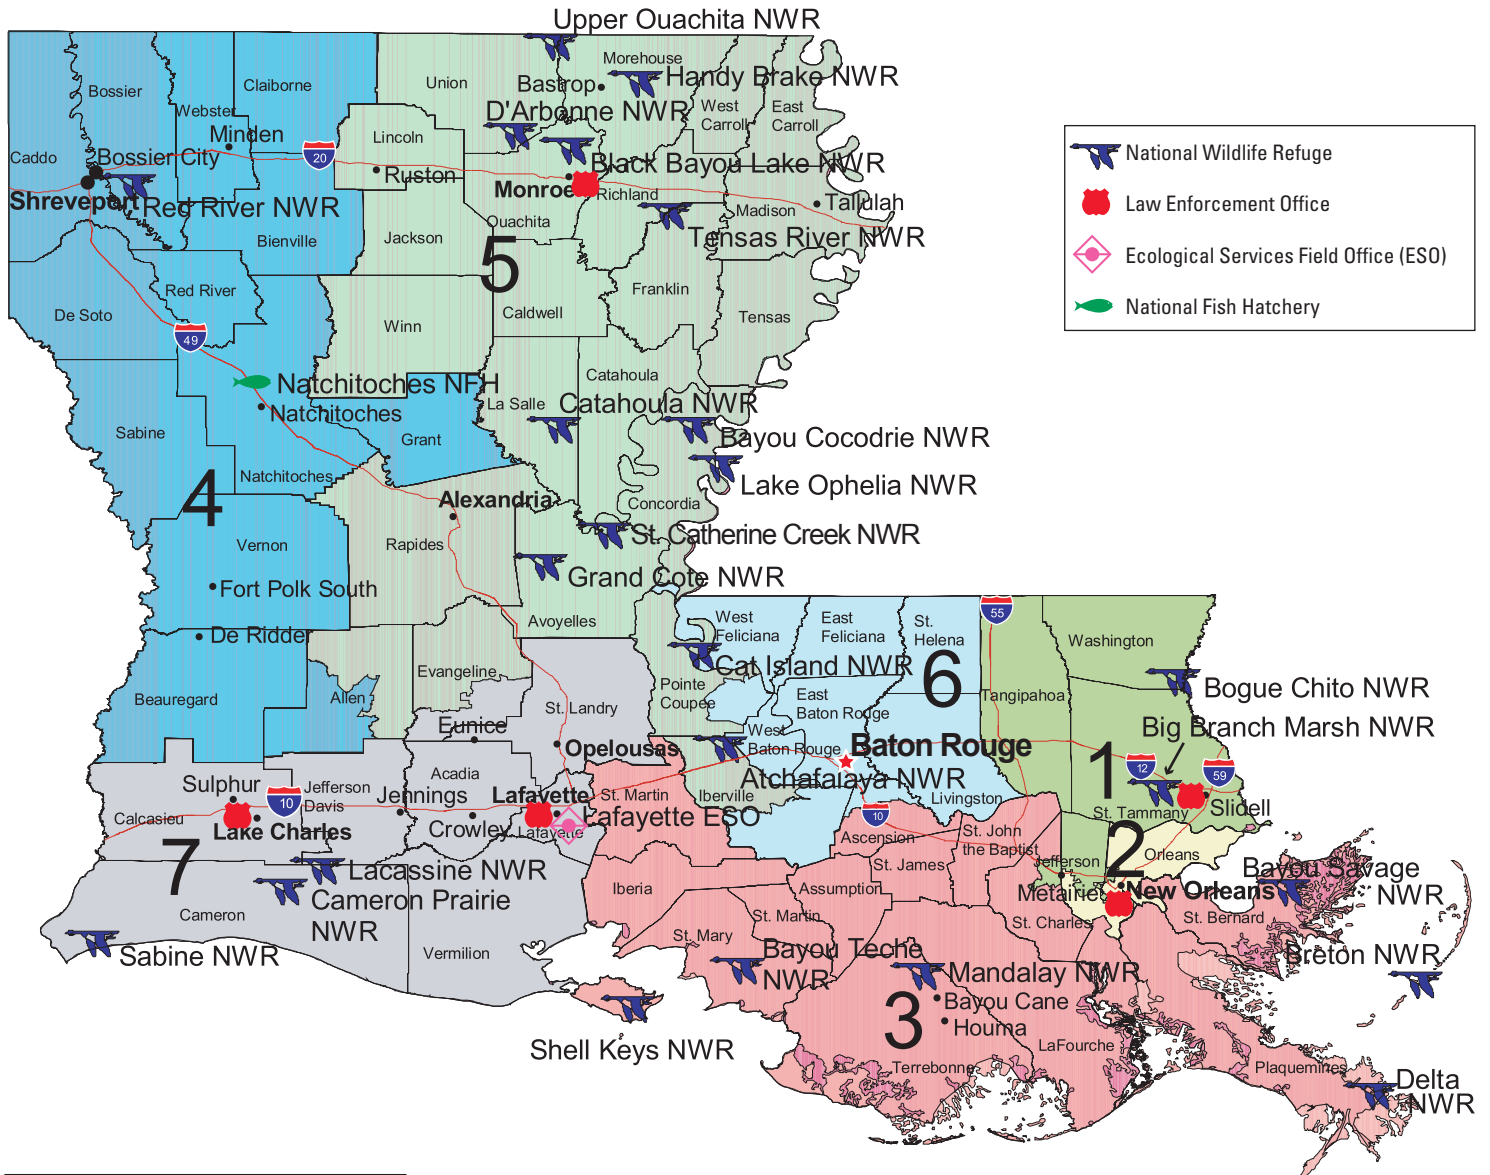 Upper Ouachita NWR
Morehouse
Bastrop
Handy Brake NWR
Union
Claiborne
Bossier
Webster
D'Arbonne NWR
West
Carroll
East
Carroll
Minden
Lincoln
Caddo
Bossier City
20
Black Bayou Lake NWR
Ruston
Monroe
Richland
Shreveport
Red River NWR
Madison
Tallulah
Ouachita
Bienville
Jackson
Tensas River NWR
5
Red River
Franklin
De Soto
Winn
Caldwell
Tensas
49
Natchitoches NFH
Catahoula
Natchitoches
La Salle
Catahoula NWR
Sabine
Grant
Bayou Cocodrie NWR
Natchitoches
Lake Ophelia NWR
4
Alexandria
Concordia
Vernon
Rapides
St. Catherine Creek NWR
Fort Polk South
Grand Cote NWR
De Ridde
Avoyelles
West
Feliciana
East
Feliciana
St.
Helena
55
Washington
Beauregard
Allen
Evangeline
Cat Island NWR
6
Pointe
Coupee
East
Baton Rouge
Tangipahoa
Bogue Chito NWR
St. Landry
Eunice
Opelousas
West
Baton Rouge
Baton Rouge
Big Branch Marsh NWR
1
12
59
Sulphur
Jefferson
Davis
Acadia
Jennings
Lafayette
St. Martin
Iberville
Atchafalaya NWR
Livingston
St. Tammany
Slidell
10
Calcasieu
Lake Charles
Crowley
Lafayette
Lafayette ESO
10
Ascension
St. John
the Baptist
2
Orleans
7
Lacassine NWR
Cameron Prairie
NWR
Iberia
St. James
Assumption
Jefferson
Metairie
New Orleans
Bayou Savage
NWR
Cameron
St. Martin
St. Charles
St. Bernard
Sabine NWR
Vermilion
St. Mary
Bayou Teche
NWR
Mandalay NWR
Breton NWR
3
Bayou Cane
Houma
Shell Keys NWR
LaFourche
Terrebonne
Plaquemines
Delta
NWR
National Wildlife Refuge
Law Enforcement Office
Ecological Services Field Office (ESO)
National Fish Hatchery